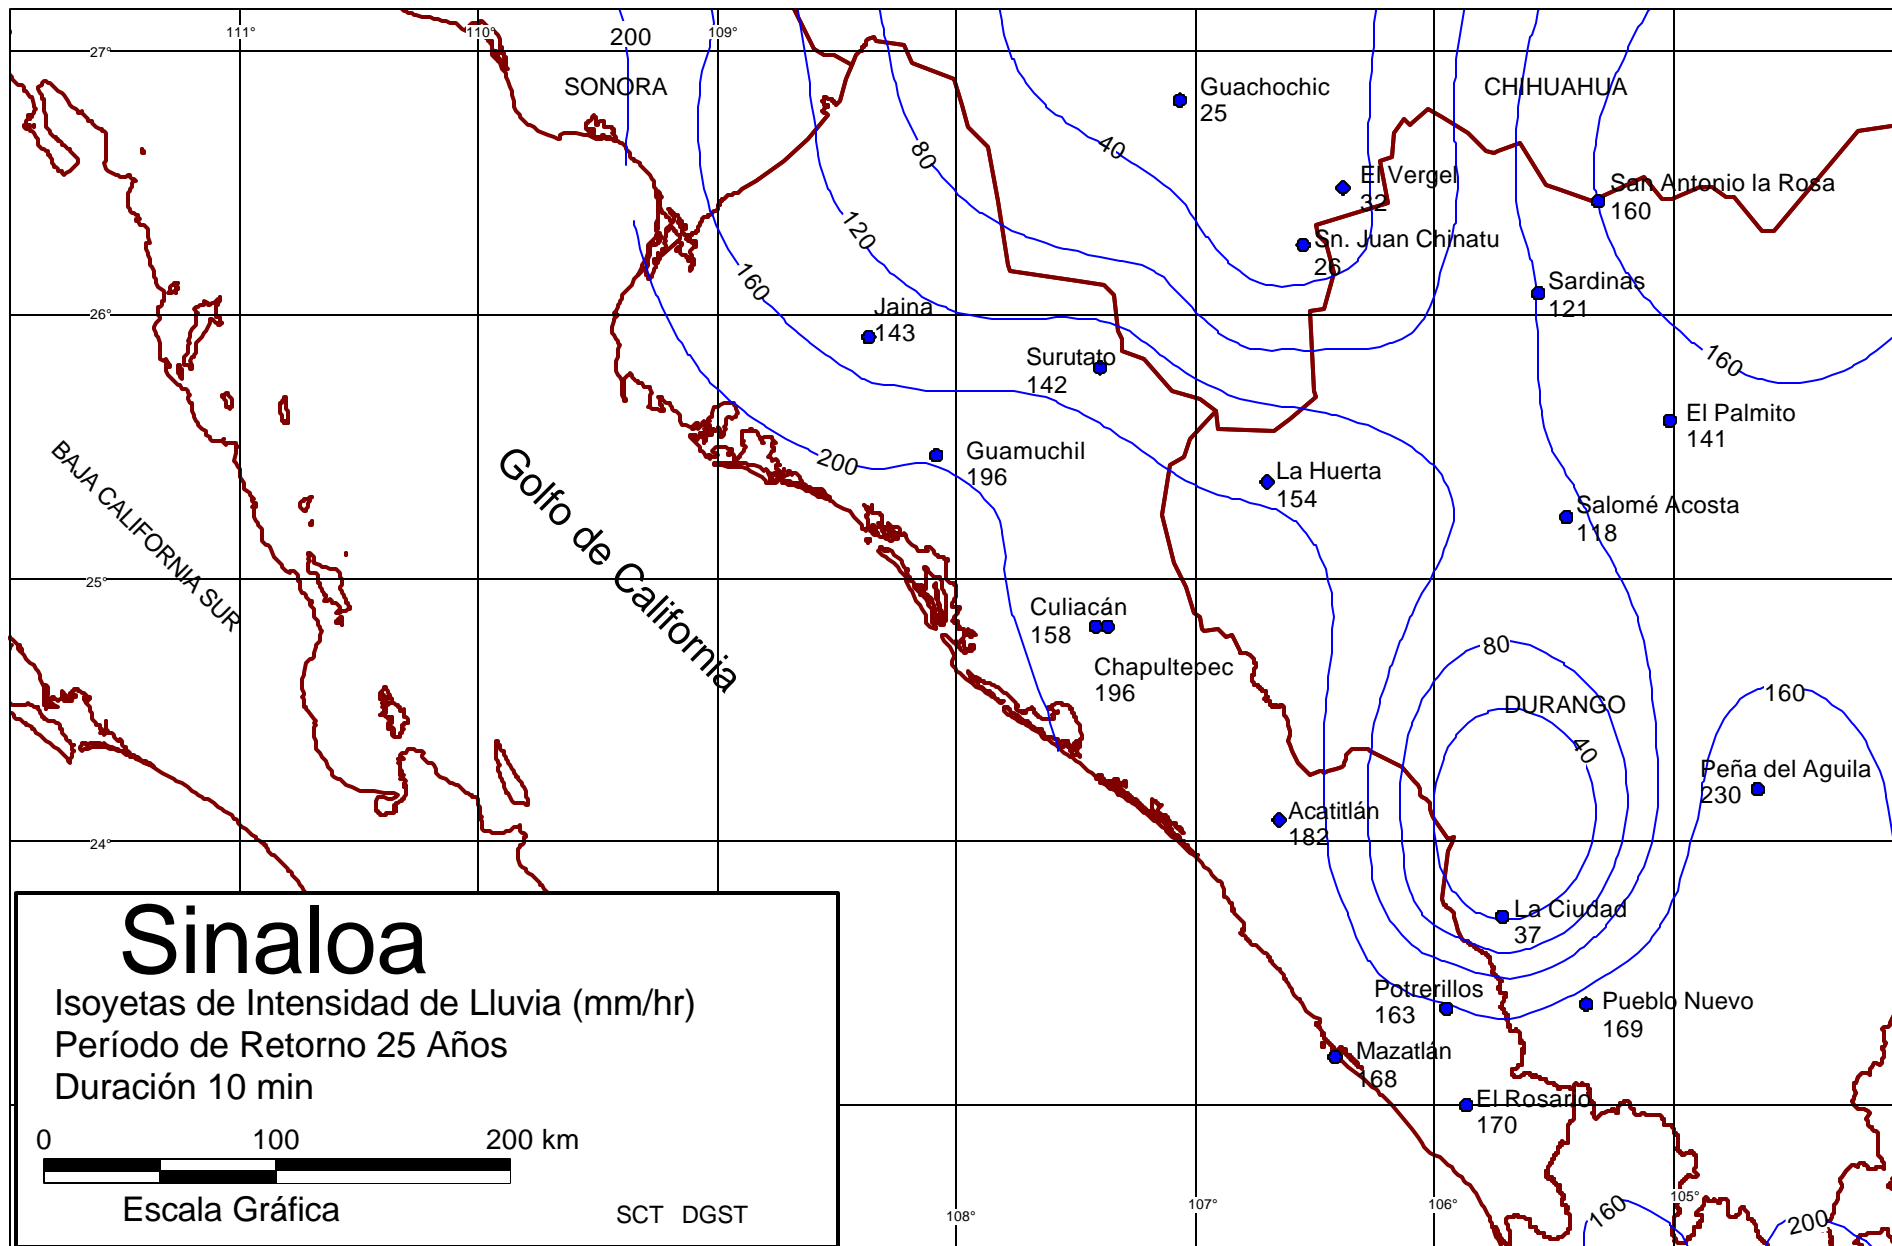 111°
110°
109°
200
27°
SONORA
Guachochic
25
CHIHUAHUA
40
80
El Vergel
32
San Antonio la Rosa
160
120
Sn. Juan Chinatu
26
160
Sardinas
121
Jaina
143
26°
Surutato
142
160
El Palmito
141
BAJA CALIFORNIA SUR
Golfo de California
200
Guamuchil
196
La Huerta
154
Salomé Acosta
118
25°
Culiacán
158
Chapultepec
196
80
DURANGO
160
40
Peña del Aguila
230
Acatitlán
182
24°
La Ciudad
37
Potrerillos
163
Pueblo Nuevo
169
Mazatlán
168
El Rosario
170
Sinaloa
Isoyetas de Intensidad de Lluvia (mm/hr)
Período de Retorno 25 Años
Duración 10 min
0 100 200 km
Escala Gráfica
SCT DGST
108°
107°
106°
105°
160
200